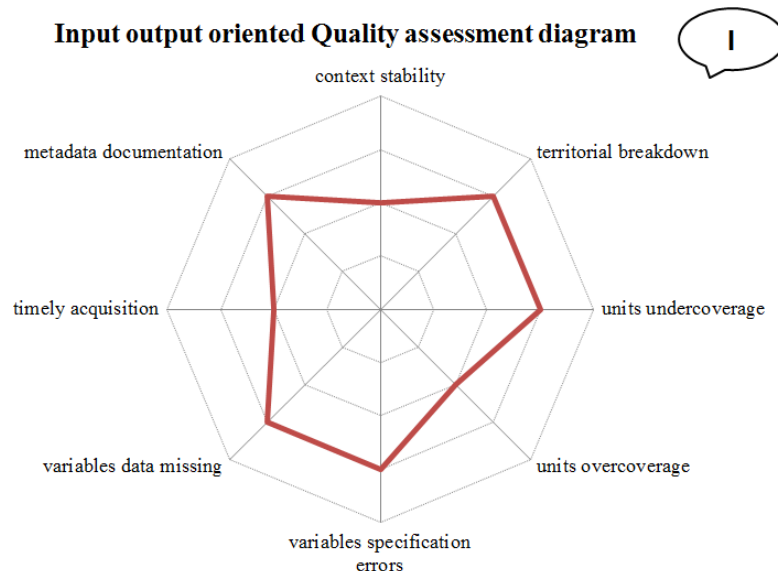 Input output oriented Quality assessment diagram
I
context stability
metadata documentation
territorial breakdown
timely acquisition
units undercoverage
variables data missing
units overcoverage
variables specification
errors